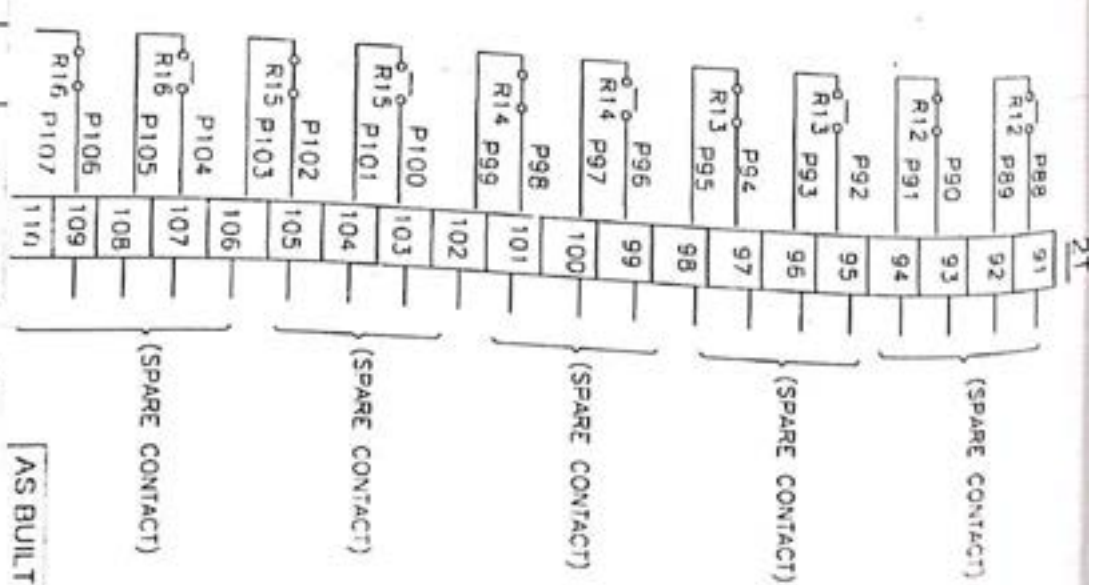 2T
P88 91
R12 P89 92
P90 93
R12 P91 94
(SPARE CONTACT)
P92 95
R13 P93 96
P94 97
R13 P95 98
(SPARE CONTACT)
P96 99
R14 P97 100
P98 101
R14 P99 102
(SPARE CONTACT)
P100 103
R15 P101 104
P102 105
R15 P103 106
(SPARE CONTACT)
P104 107
R16 P105 108
P106 109
R16 P107 110
(SPARE CONTACT)
AS BUILT